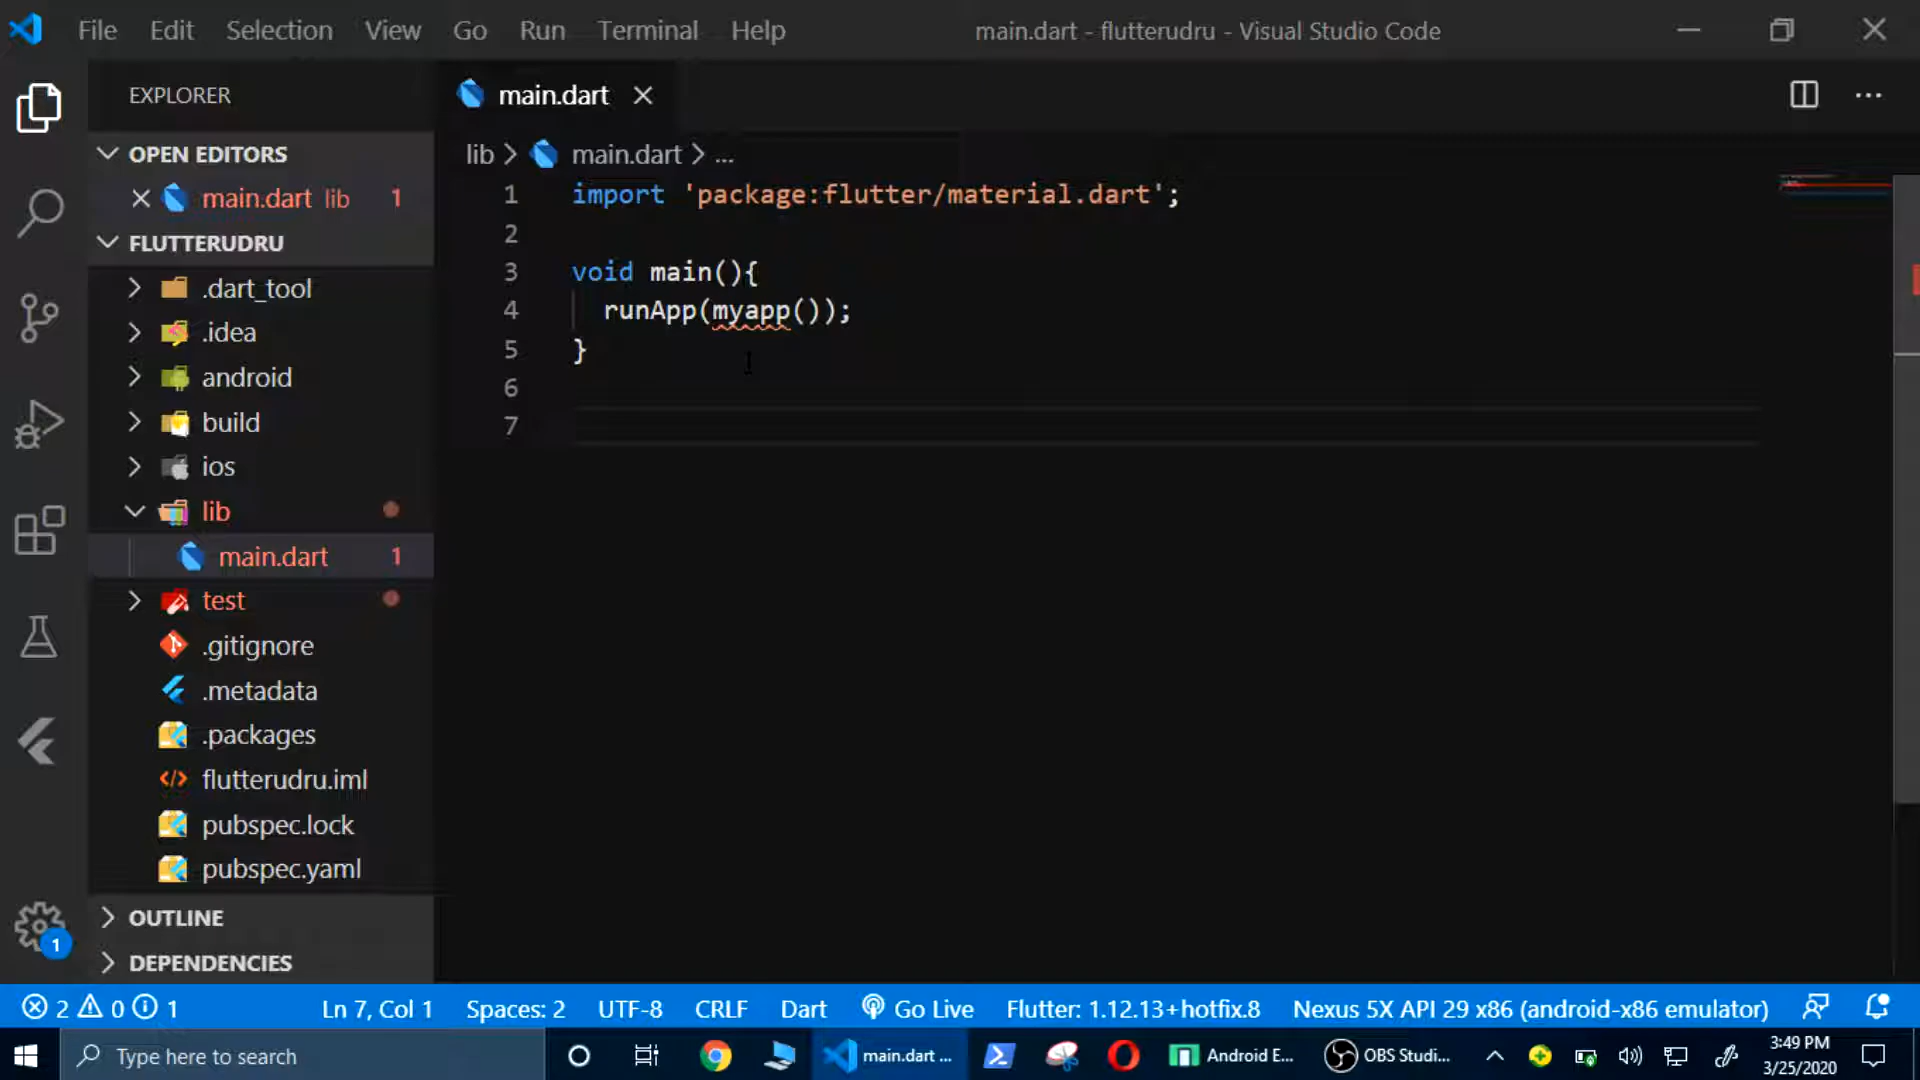 File Edit Selection View Go Run Terminal Help main.dart - flutterudru - Visual Studio Code
EXPLORER
main.dart
OPEN EDITORS
main.dart lib 1
FLUTTERUDRU
.dart_tool
.idea
android
build
ios
lib
main.dart 1
test
.gitignore
.metadata
.packages
flutterudru.iml
pubspec.lock
pubspec.yaml
OUTLINE
DEPENDENCIES
lib > main.dart > ...
1 import 'package:flutter/material.dart';
2
3 void main(){
4 runApp(myapp());
5 }
6
7
1
2 0 1 Ln 7, Col 1 Spaces: 2 UTF-8 CRLF Dart Go Live Flutter: 1.12.13+hotfix.8 Nexus 5X API 29 x86 (android-x86 emulator)
Type here to search main.dart ... Android E... OBS Studi... 3:49 PM
3/25/2020